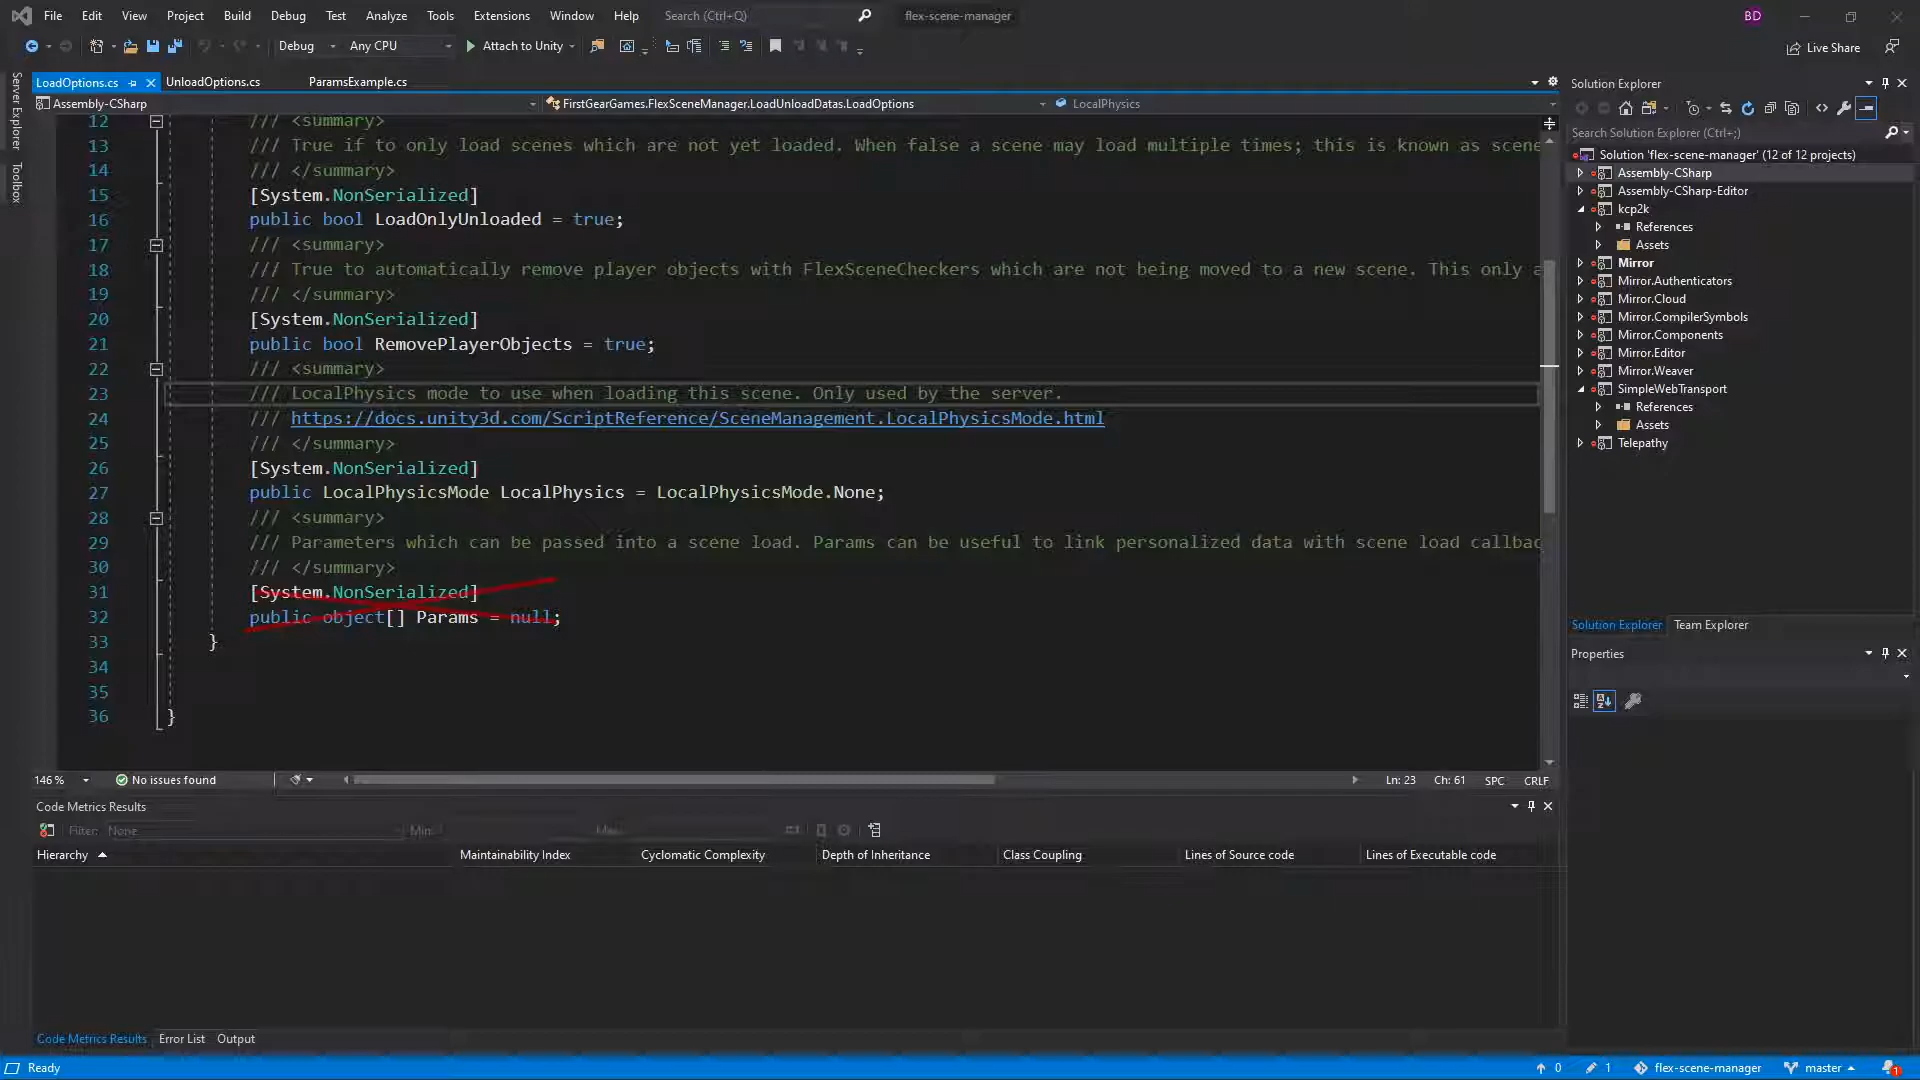 File Edit View Project Build Debug Test Analyze Tools Extensions Window Help Search (Ctrl+Q) flex-scene-manager BD
Debug Any CPU Attach to Unity Live Share
Server Explorer
Toolbox
LoadOptions.cs UnloadOptions.cs ParamsExample.cs
Assembly-CSharp FirstGearGames.FlexSceneManager.LoadUnloadDatas.LoadOptions LocalPhysics
12 /// <summary>
13 /// True if to only load scenes which are not yet loaded. When false a scene may load multiple times; this is known as scene
14 /// </summary>
15 [System.NonSerialized]
16 public bool LoadOnlyUnloaded = true;
17 /// <summary>
18 /// True to automatically remove player objects with FlexSceneCheckers which are not being moved to a new scene. This only
19 /// </summary>
20 [System.NonSerialized]
21 public bool RemovePlayerObjects = true;
22 /// <summary>
23 /// LocalPhysics mode to use when loading this scene. Only used by the server.
24 /// https://docs.unity3d.com/ScriptReference/SceneManagement.LocalPhysicsMode.html
25 /// </summary>
26 [System.NonSerialized]
27 public LocalPhysicsMode LocalPhysics = LocalPhysicsMode.None;
28 /// <summary>
29 /// Parameters which can be passed into a scene load. Params can be useful to link personalized data with scene load
30 /// </summary>
31 [System.NonSerialized]
32 public object[] Params = null;
33 }
34
35
36 }
146 % No issues found Ln: 23 Ch: 61 SPC CRLF
Code Metrics Results
Filter: None Min: Max:
Hierarchy Maintainability Index Cyclomatic Complexity Depth of Inheritance Class Coupling Lines of Source code Lines of Executable code
Code Metrics Results Error List Output
Ready 0 1 flex-scene-manager master 1
Solution Explorer
Search Solution Explorer (Ctrl+;)
Solution 'flex-scene-manager' (12 of 12 projects)
Assembly-CSharp
Assembly-CSharp-Editor
kcp2k
References
Assets
Mirror
Mirror.Authenticators
Mirror.Cloud
Mirror.CompilerSymbols
Mirror.Components
Mirror.Editor
Mirror.Weaver
SimpleWebTransport
References
Assets
Telepathy
Solution Explorer Team Explorer
Properties